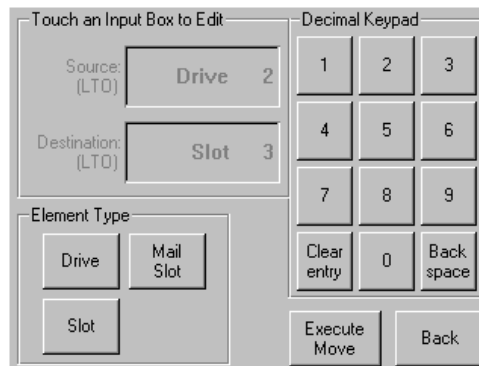 Touch an Input Box to Edit
Source:
(LTO)
Drive 2
Destination:
(LTO)
Slot 3
Element Type
Drive
Mail
Slot
Slot
Decimal Keypad
1 2 3
4 5 6
7 8 9
Clear
entry
0
Back
space
Execute
Move
Back